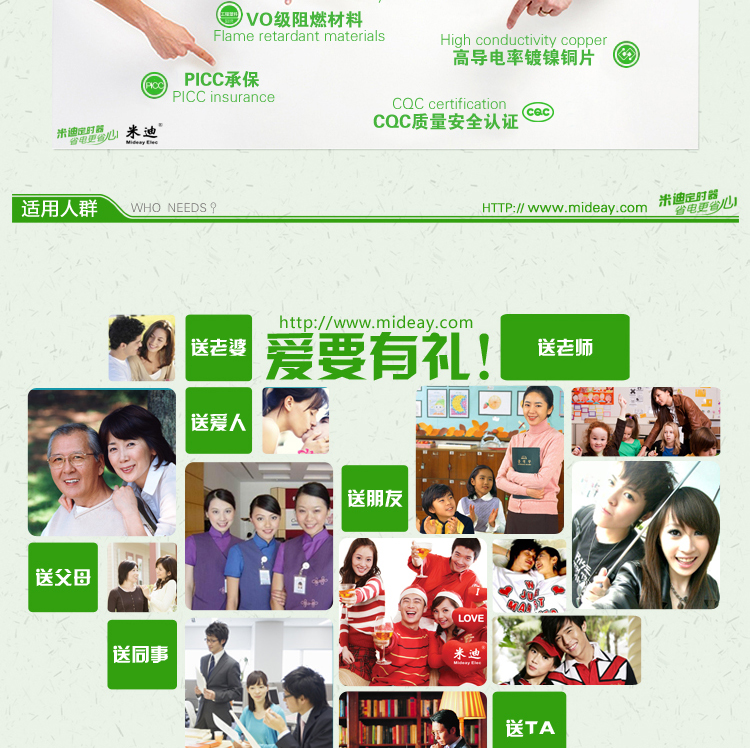 VO级阻燃材料
Flame retardant materials
High conductivity copper
高导电率镀镍铜片
PICC
PICC承保
PICC insurance
CQC certification
CQC质量安全认证
CQC
米迪定时器
省电更省心
米迪®
Mideay Elec
适用人群
WHO NEEDS?
HTTP:// www.mideay.com
米迪定时器
省电更省心
http://www.mideay.com
爱要有礼!
送老婆
送老师
送爱人
送朋友
送父母
LOVE
米迪
Mideay Elec
送同事
送TA